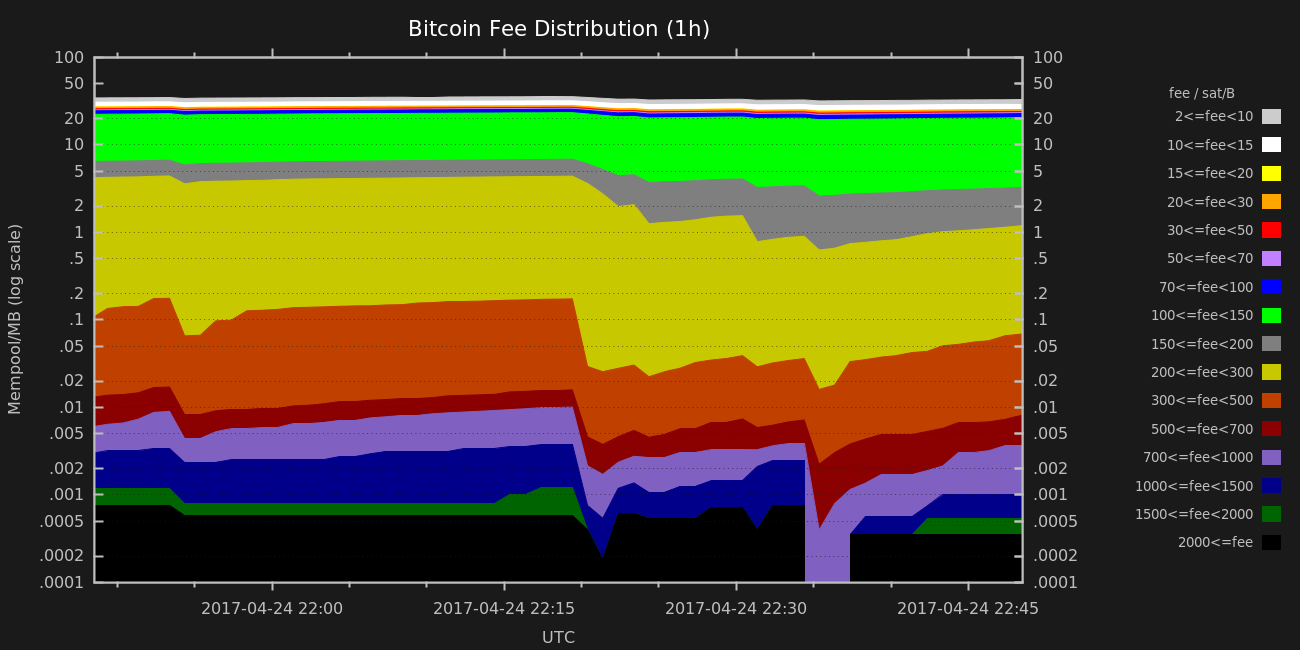 Bitcoin Fee Distribution (1h)
100 100
50 50
20 20
10 10
5 5
2 2
1 1
.5 .5
.2 .2
.1 .1
.05 .05
.02 .02
.01 .01
.005 .005
.002 .002
.001 .001
.0005 .0005
.0002 .0002
.0001 .0001
Mempool/MB (log scale)
2017-04-24 22:00 2017-04-24 22:15 2017-04-24 22:30 2017-04-24 22:45
UTC
fee / sat/B
2<=fee<10
10<=fee<15
15<=fee<20
20<=fee<30
30<=fee<50
50<=fee<70
70<=fee<100
100<=fee<150
150<=fee<200
200<=fee<300
300<=fee<500
500<=fee<700
700<=fee<1000
1000<=fee<1500
1500<=fee<2000
2000<=fee